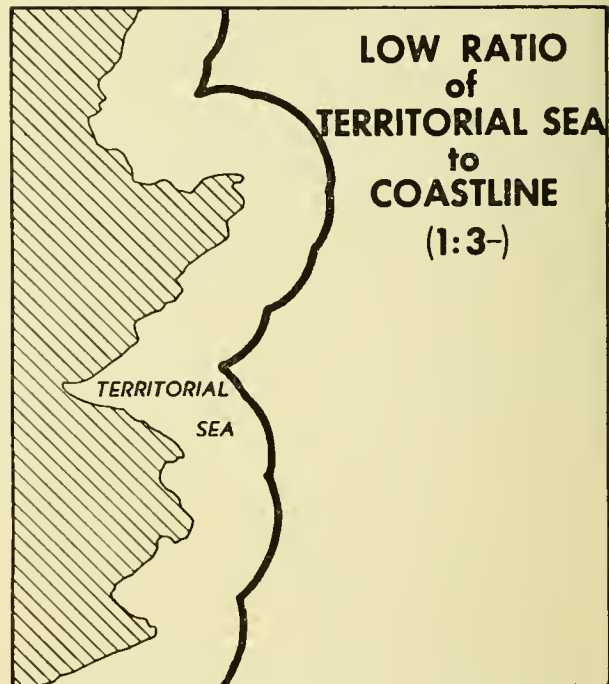 LOW RATIO
of
TERRITORIAL SEA
to
COASTLINE
(1:3-)
TERRITORIAL
SEA